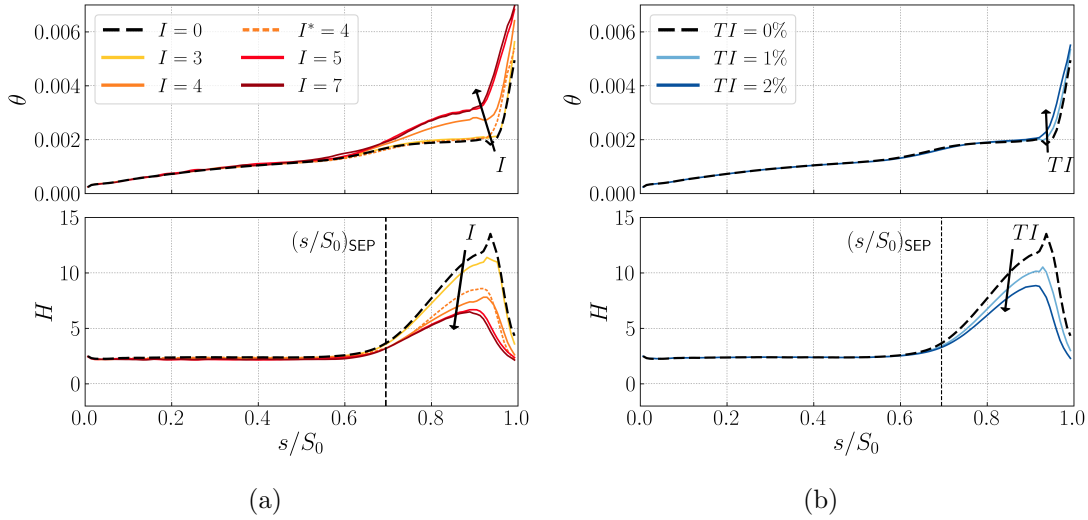 0.006
0.004
0.002
0.000
θ
I = 0
I = 3
I = 4
I* = 4
I = 5
I = 7
I
0.006
0.004
0.002
0.000
θ
TI = 0%
TI = 1%
TI = 2%
TI
15
10
5
0
H
(s/S₀)SEP
I
0.0 0.2 0.4 0.6 0.8 1.0
s/S₀
(a)
15
10
5
0
H
(s/S₀)SEP
TI
0.0 0.2 0.4 0.6 0.8 1.0
s/S₀
(b)